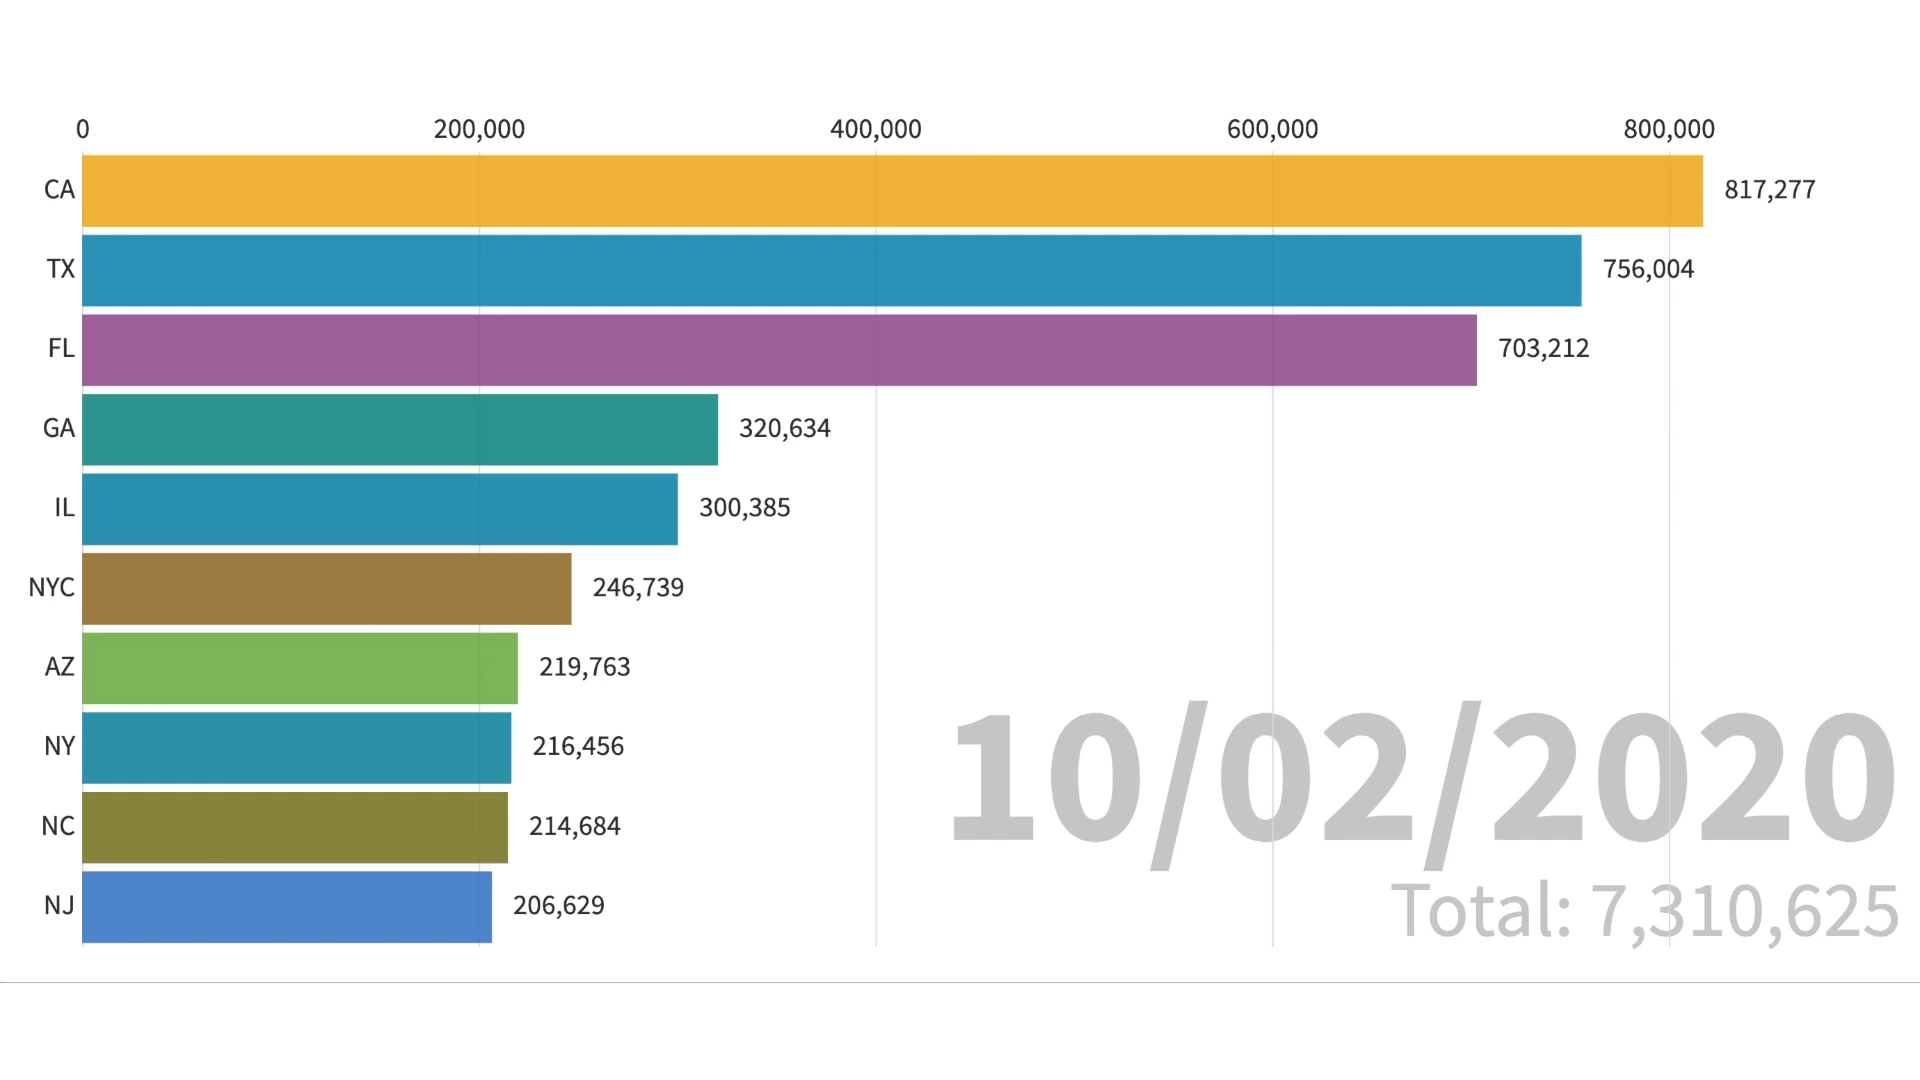 0 200,000 400,000 600,000 800,000
CA 817,277
TX 756,004
FL 703,212
GA 320,634
IL 300,385
NYC 246,739
AZ 219,763
NY 216,456
NC 214,684
NJ 206,629
10/02/2020
Total: 7,310,625